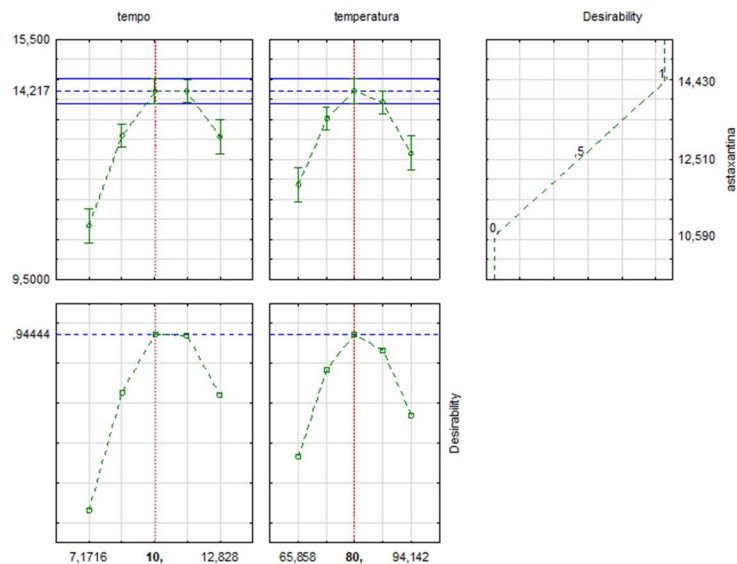 tempo temperatura Desirability
15,500
14,217
9,5000
1,
,5
0,
14,430
12,510
10,590
astaxantina
,94444
Desirability
7,1716 10, 12,828 65,858 80, 94,142